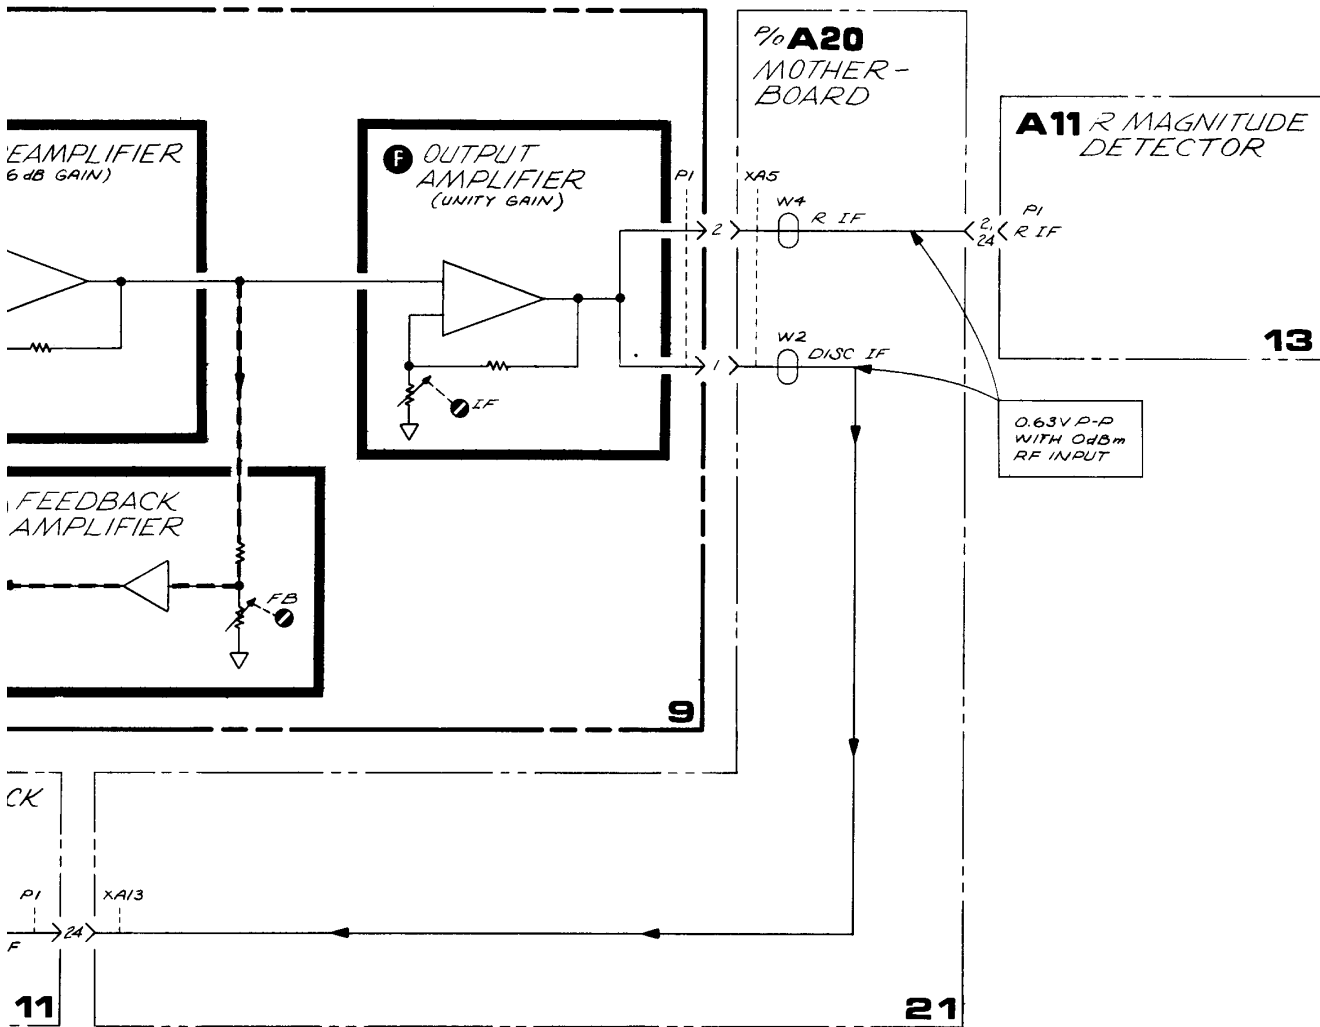 P/O A20
MOTHER-
BOARD
A11 R MAGNITUDE
DETECTOR
EAMPLIFIER
6 dB GAIN)
F OUTPUT
AMPLIFIER
(UNITY GAIN)
P1
XA5
W4
R IF
2
2,
24
P1
R IF
13
W2
DISC IF
1
IF
0.63V P-P
WITH 0dBm
RF INPUT
FEEDBACK
AMPLIFIER
FB
9
CK
P1
XA13
24
F
11
21